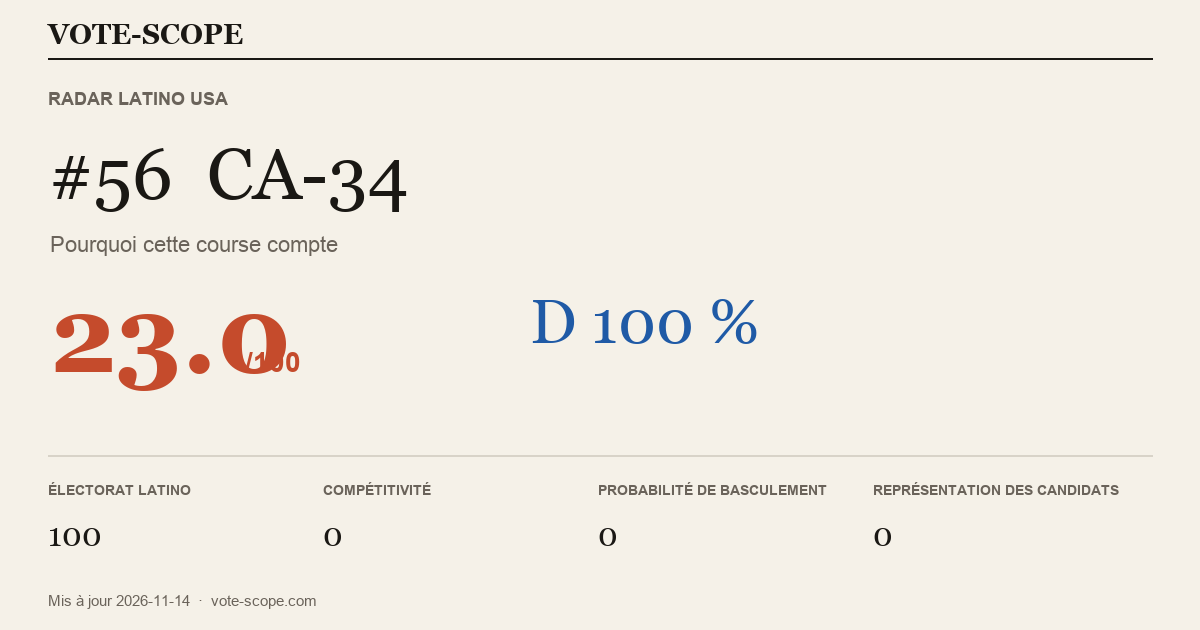 VOTE-SCOPE
RADAR LATINO USA
#56 CA-34
Pourquoi cette course compte
23.0/100
D 100 %
ÉLECTORAT LATINO
COMPÉTITIVITÉ
PROBABILITÉ DE BASCULEMENT
REPRÉSENTATION DES CANDIDATS
100
0
0
0
Mis à jour 2026-11-14 · vote-scope.com